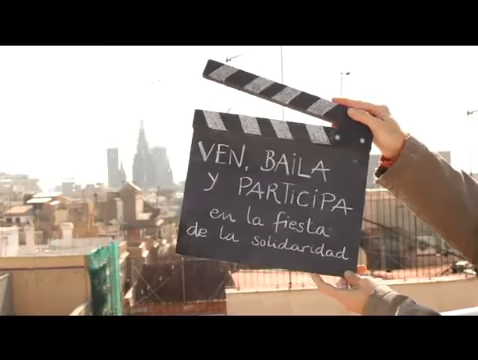 VEN, BAILA
Y PARTICIPA
en la fiesta
de la solidaridad